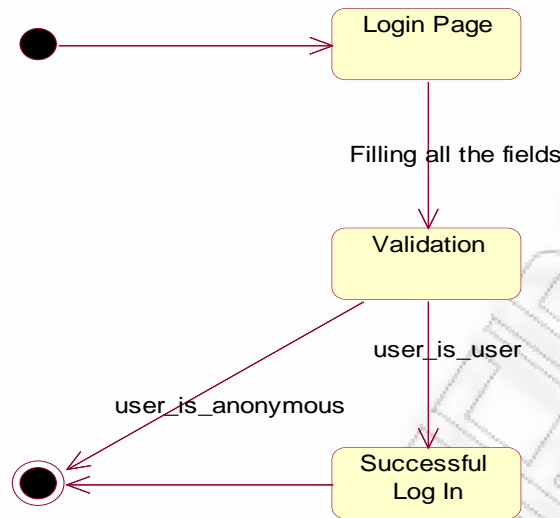 Login Page
Filling all the fields
Validation
user_is_user
user_is_anonymous
Successful
Log In